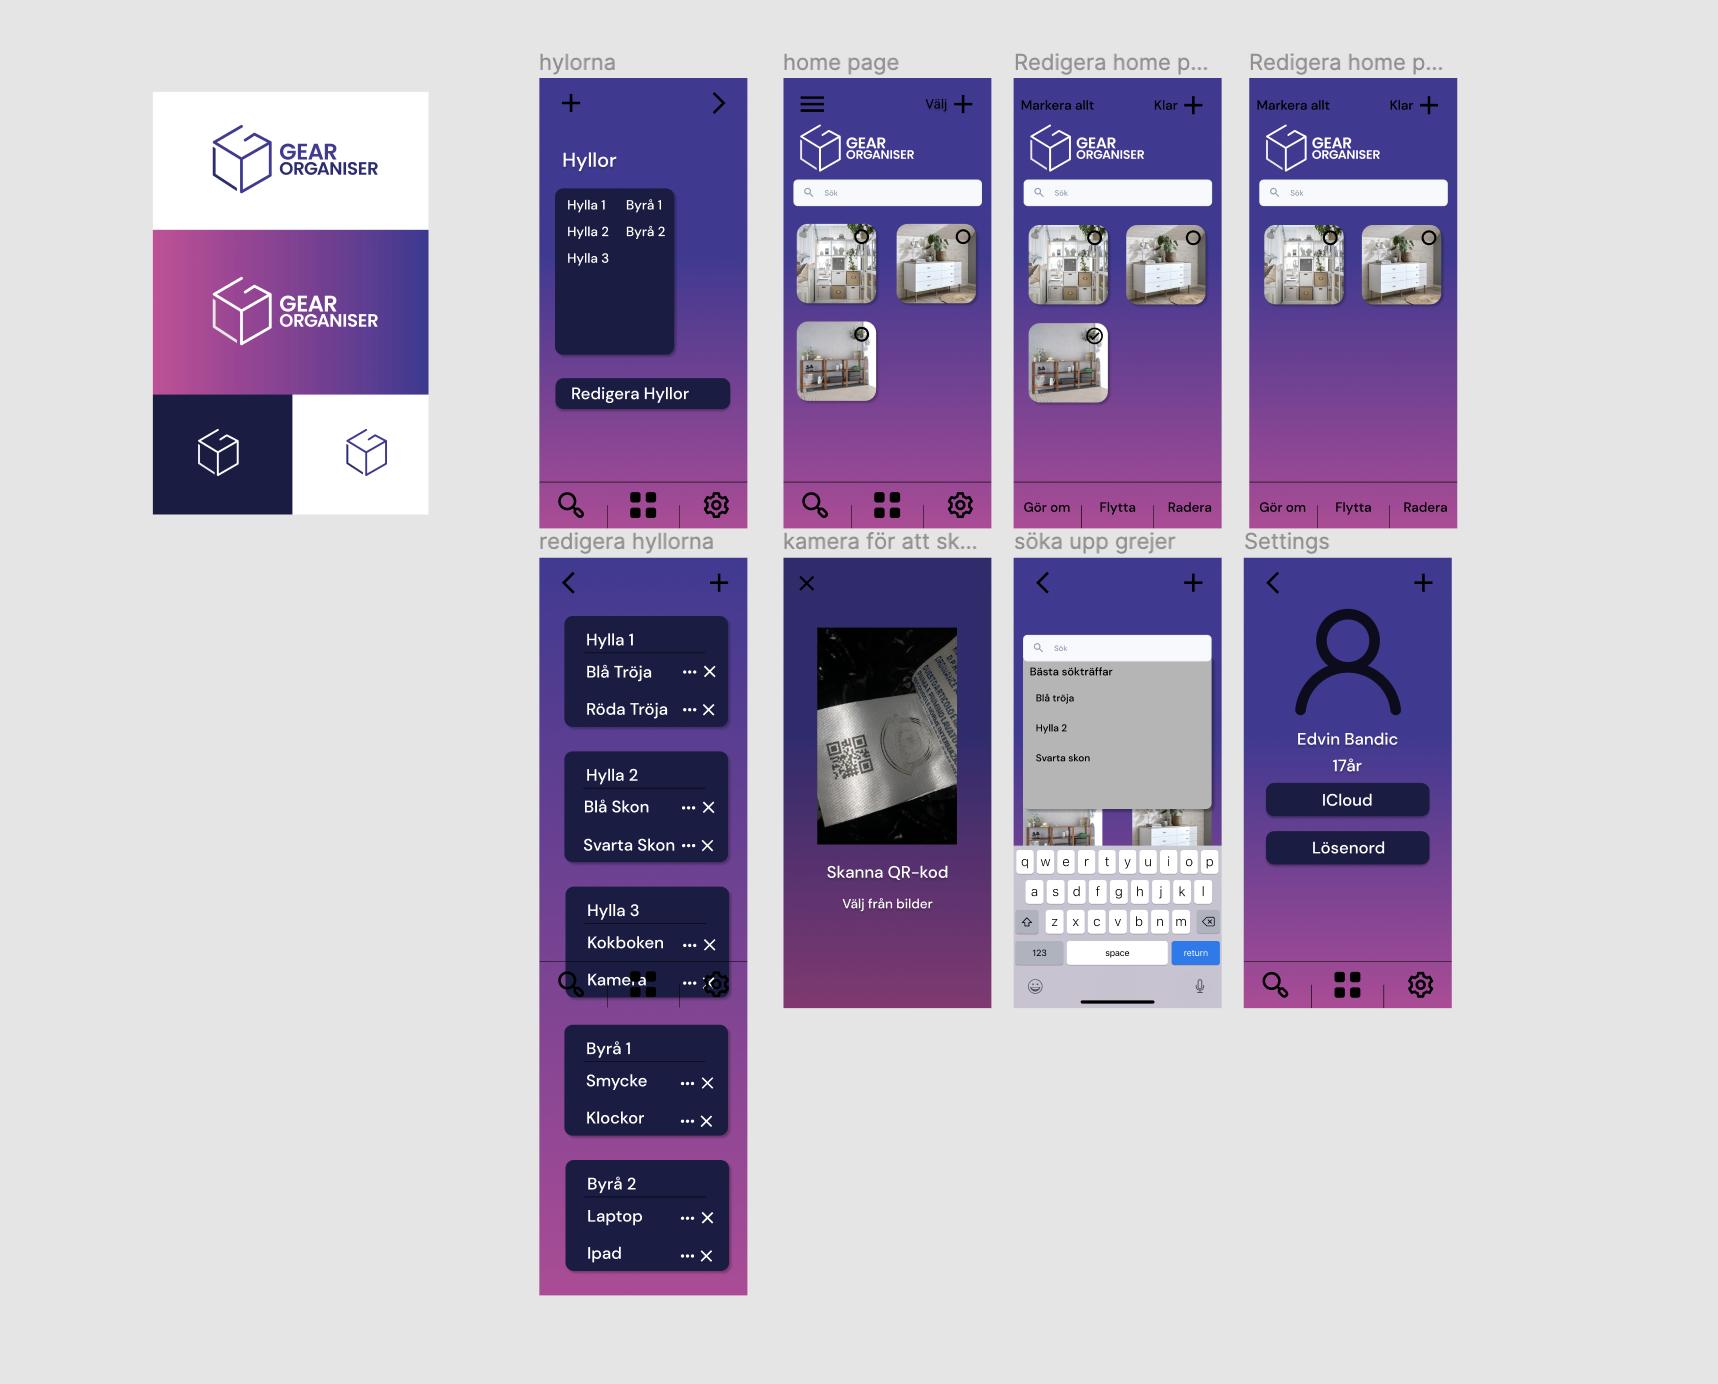 GEAR
ORGANISER
GEAR
ORGANISER
hylorna
Hyllor
Hylla 1 Byrå 1
Hylla 2 Byrå 2
Hylla 3
Redigera Hyllor
home page
Välj
GEAR
ORGANISER
Sök
Redigera home p...
Markera allt Klar
GEAR
ORGANISER
Sök
Gör om Flytta Radera
Redigera home p...
Markera allt Klar
GEAR
ORGANISER
Sök
Gör om Flytta Radera
redigera hyllorna
Hylla 1
Blå Tröja
Röda Tröja
Hylla 2
Blå Skon
Svarta Skon
Hylla 3
Kokboken
Kamera
Byrå 1
Smycke
Klockor
Byrå 2
Laptop
Ipad
kamera för att sk...
Skanna QR-kod
Välj från bilder
söka upp grejer
Sök
Bästa sökträffar
Blå tröja
Hylla 2
Svarta skon
q w e r t y u i o p
a s d f g h j k l
z x c v b n m
123 space return
Settings
Edvin Bandic
17år
ICloud
Lösenord